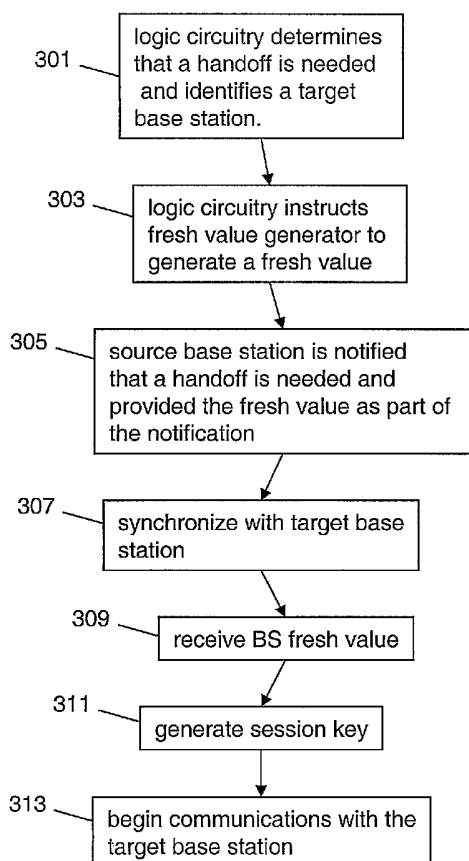 301
logic circuitry determines
that a handoff is needed
and identifies a target
base station.
303
logic circuitry instructs
fresh value generator to
generate a fresh value
305
source base station is notified
that a handoff is needed and
provided the fresh value as part of
the notification
307
synchronize with target base
station
309
receive BS fresh value
311
generate session key
313
begin communications with the
target base station